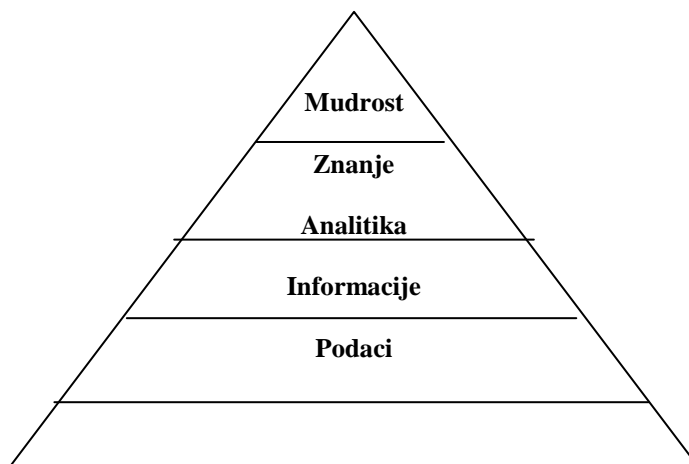 Mudrost
Znanje
Analitika
Informacije
Podaci